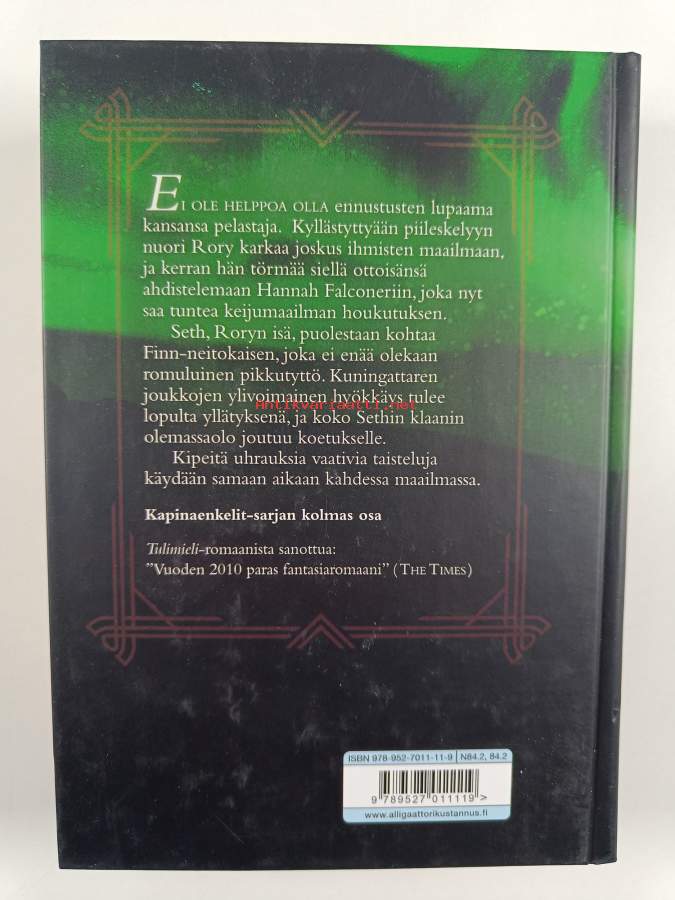 EI OLE HELPPOA OLLA ennustusten lupaama
kansansa pelastaja. Kyllästyttyään piileskelyyn
nuori Rory karkaa joskus ihmisten maailmaan,
ja kerran hän törmää siellä ottoisänsä
ahdistelemaan Hannah Falconeriin, joka nyt
saa tuntea keijumaailman houkutuksen.
Seth, Roryn isä, puolestaan kohtaa
Finn-neitokaisen, joka ei enää olekaan
romuluinen pikkutyttö. Kuningattaren
joukkojen ylivoimainen hyökkäys tulee
Antikvariaatti.net
lopulta yllätyksenä, ja koko Sethin klaanin
olemassaolo joutuu koetukselle.
Kipeitä uhrauksia vaativia taisteluja
käydään samaan aikaan kahdessa maailmassa.
Kapinaenkelit-sarjan kolmas osa
Tulimieli-romaanista sanottua:
"Vuoden 2010 paras fantasiaromaani" (THE TIMES)
ISBN 978-952-7011-11-9 N84.2, 84.2
9 789527 011119 >
www.alligaattorikustannus.fi